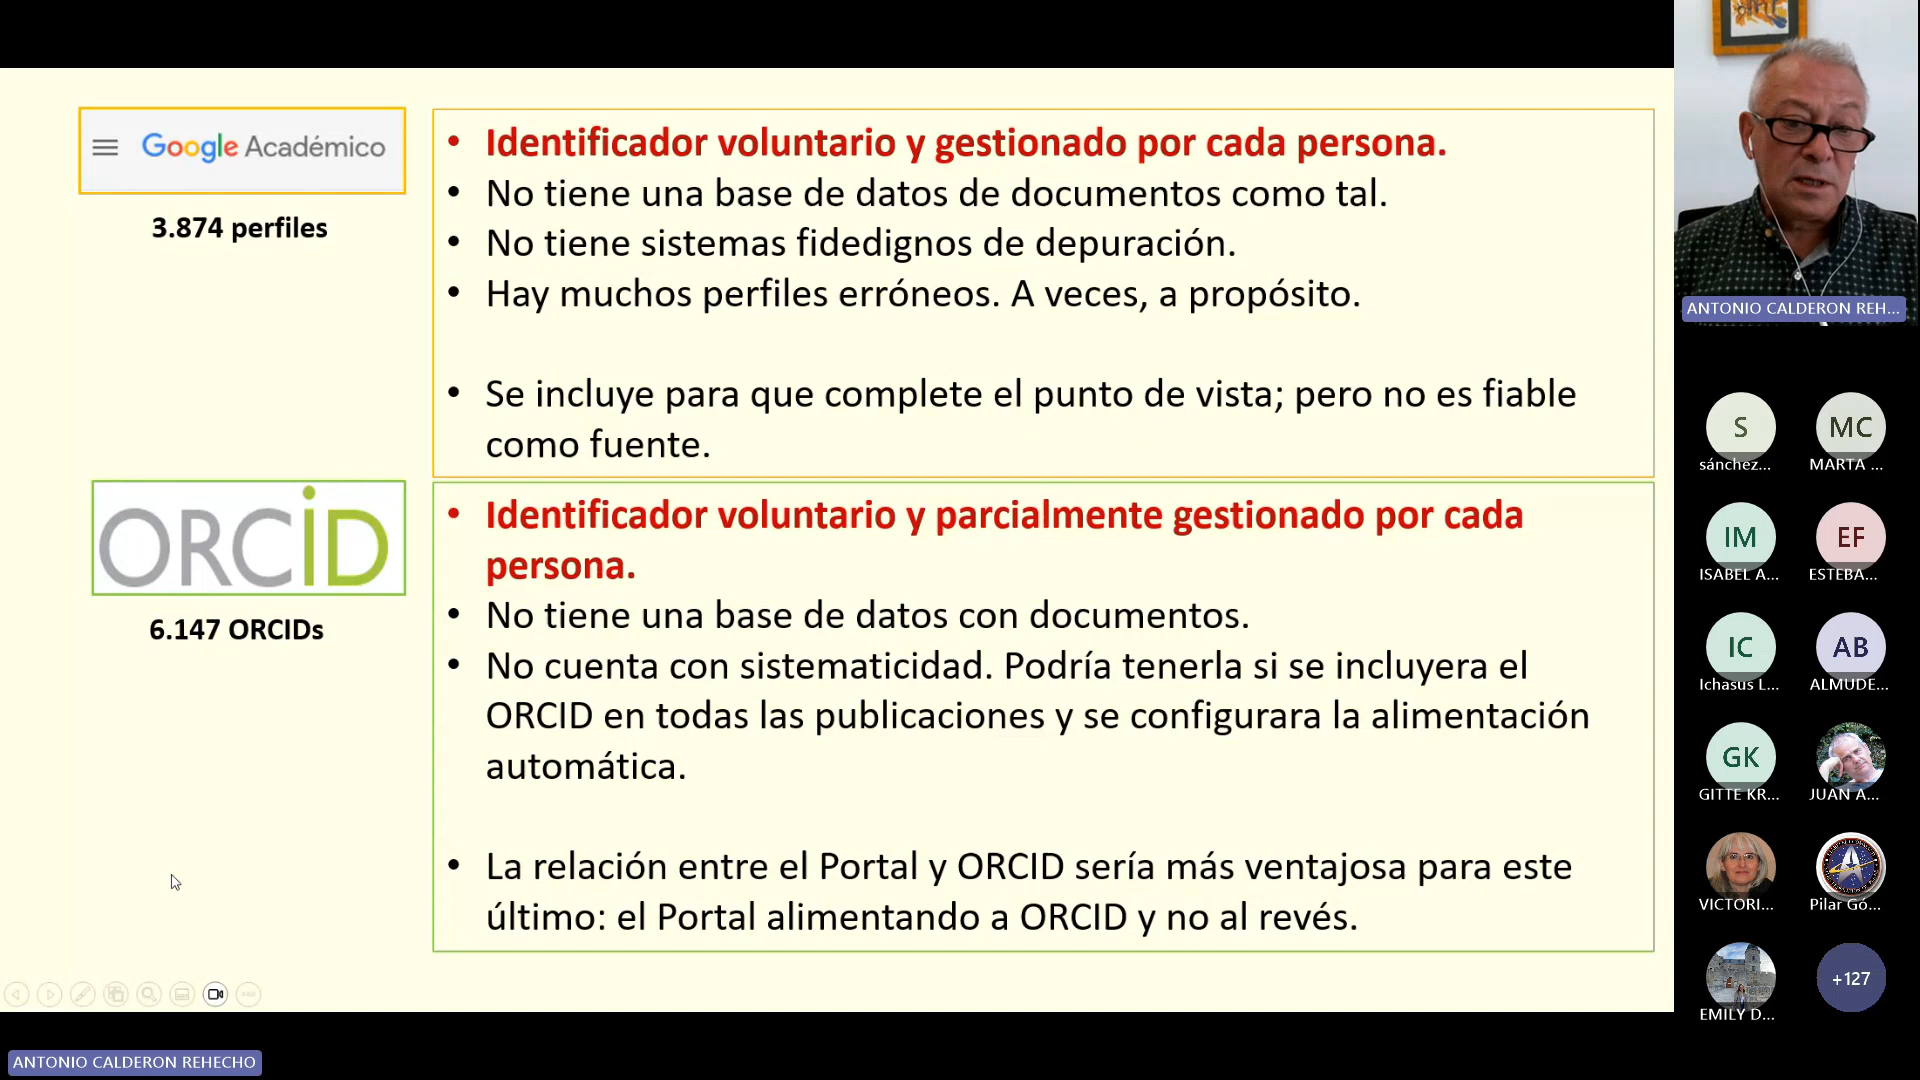 Google Académico
3.874 perfiles
• Identificador voluntario y gestionado por cada persona.
• No tiene una base de datos de documentos como tal.
• No tiene sistemas fidedignos de depuración.
• Hay muchos perfiles erróneos. A veces, a propósito.
• Se incluye para que complete el punto de vista; pero no es fiable
como fuente.
ORCID
6.147 ORCIDs
• Identificador voluntario y parcialmente gestionado por cada
persona.
• No tiene una base de datos con documentos.
• No cuenta con sistematicidad. Podría tenerla si se incluyera el
ORCID en todas las publicaciones y se configurara la alimentación
automática.
• La relación entre el Portal y ORCID sería más ventajosa para este
último: el Portal alimentando a ORCID y no al revés.
ANTONIO CALDERON REH...
S
sánchez...
MC
MARTA ...
IM
ISABEL A...
EF
ESTEBA...
IC
Ichasus L...
AB
ALMUDE...
GK
GITTE KR...
JUAN A...
VICTORI...
Pilar Gó...
EMILY D...
+127
ANTONIO CALDERON REHECHO